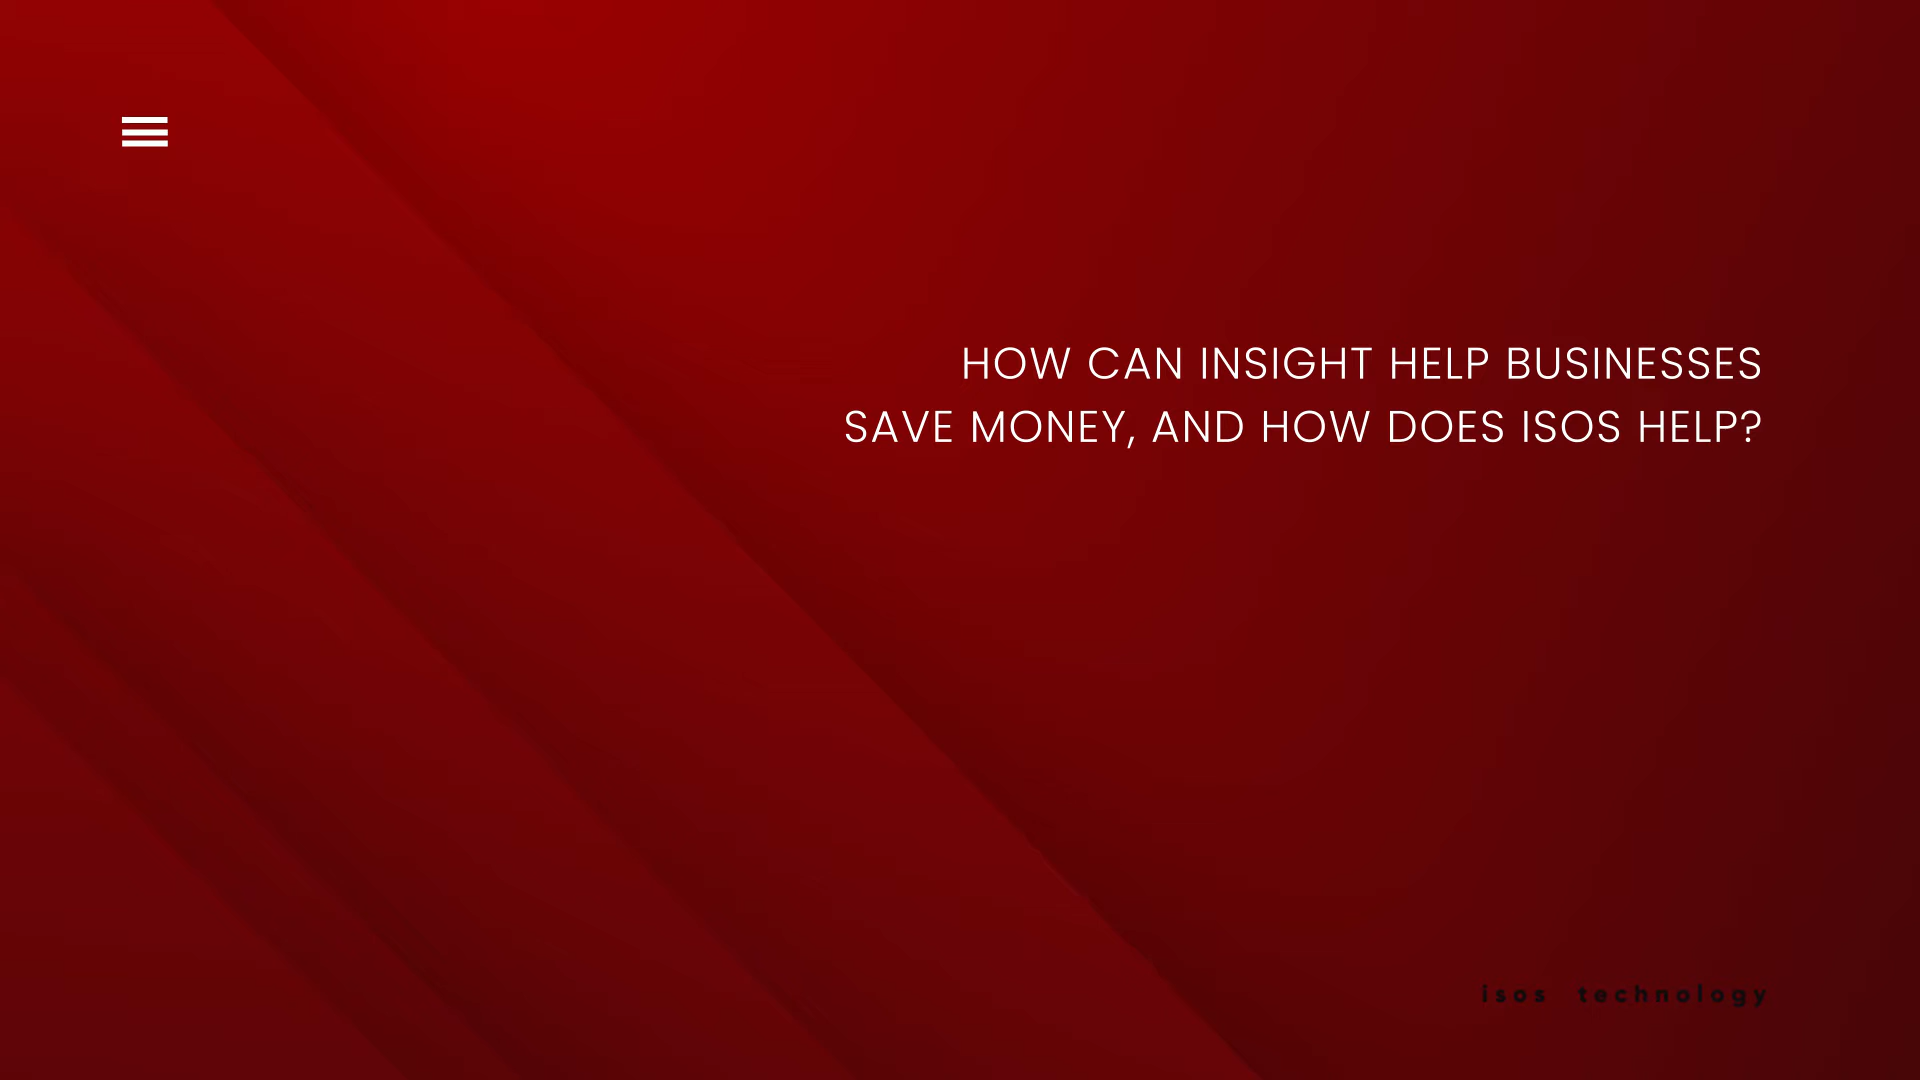 HOW CAN INSIGHT HELP BUSINESSES
SAVE MONEY, AND HOW DOES ISOS HELP?
isos technology